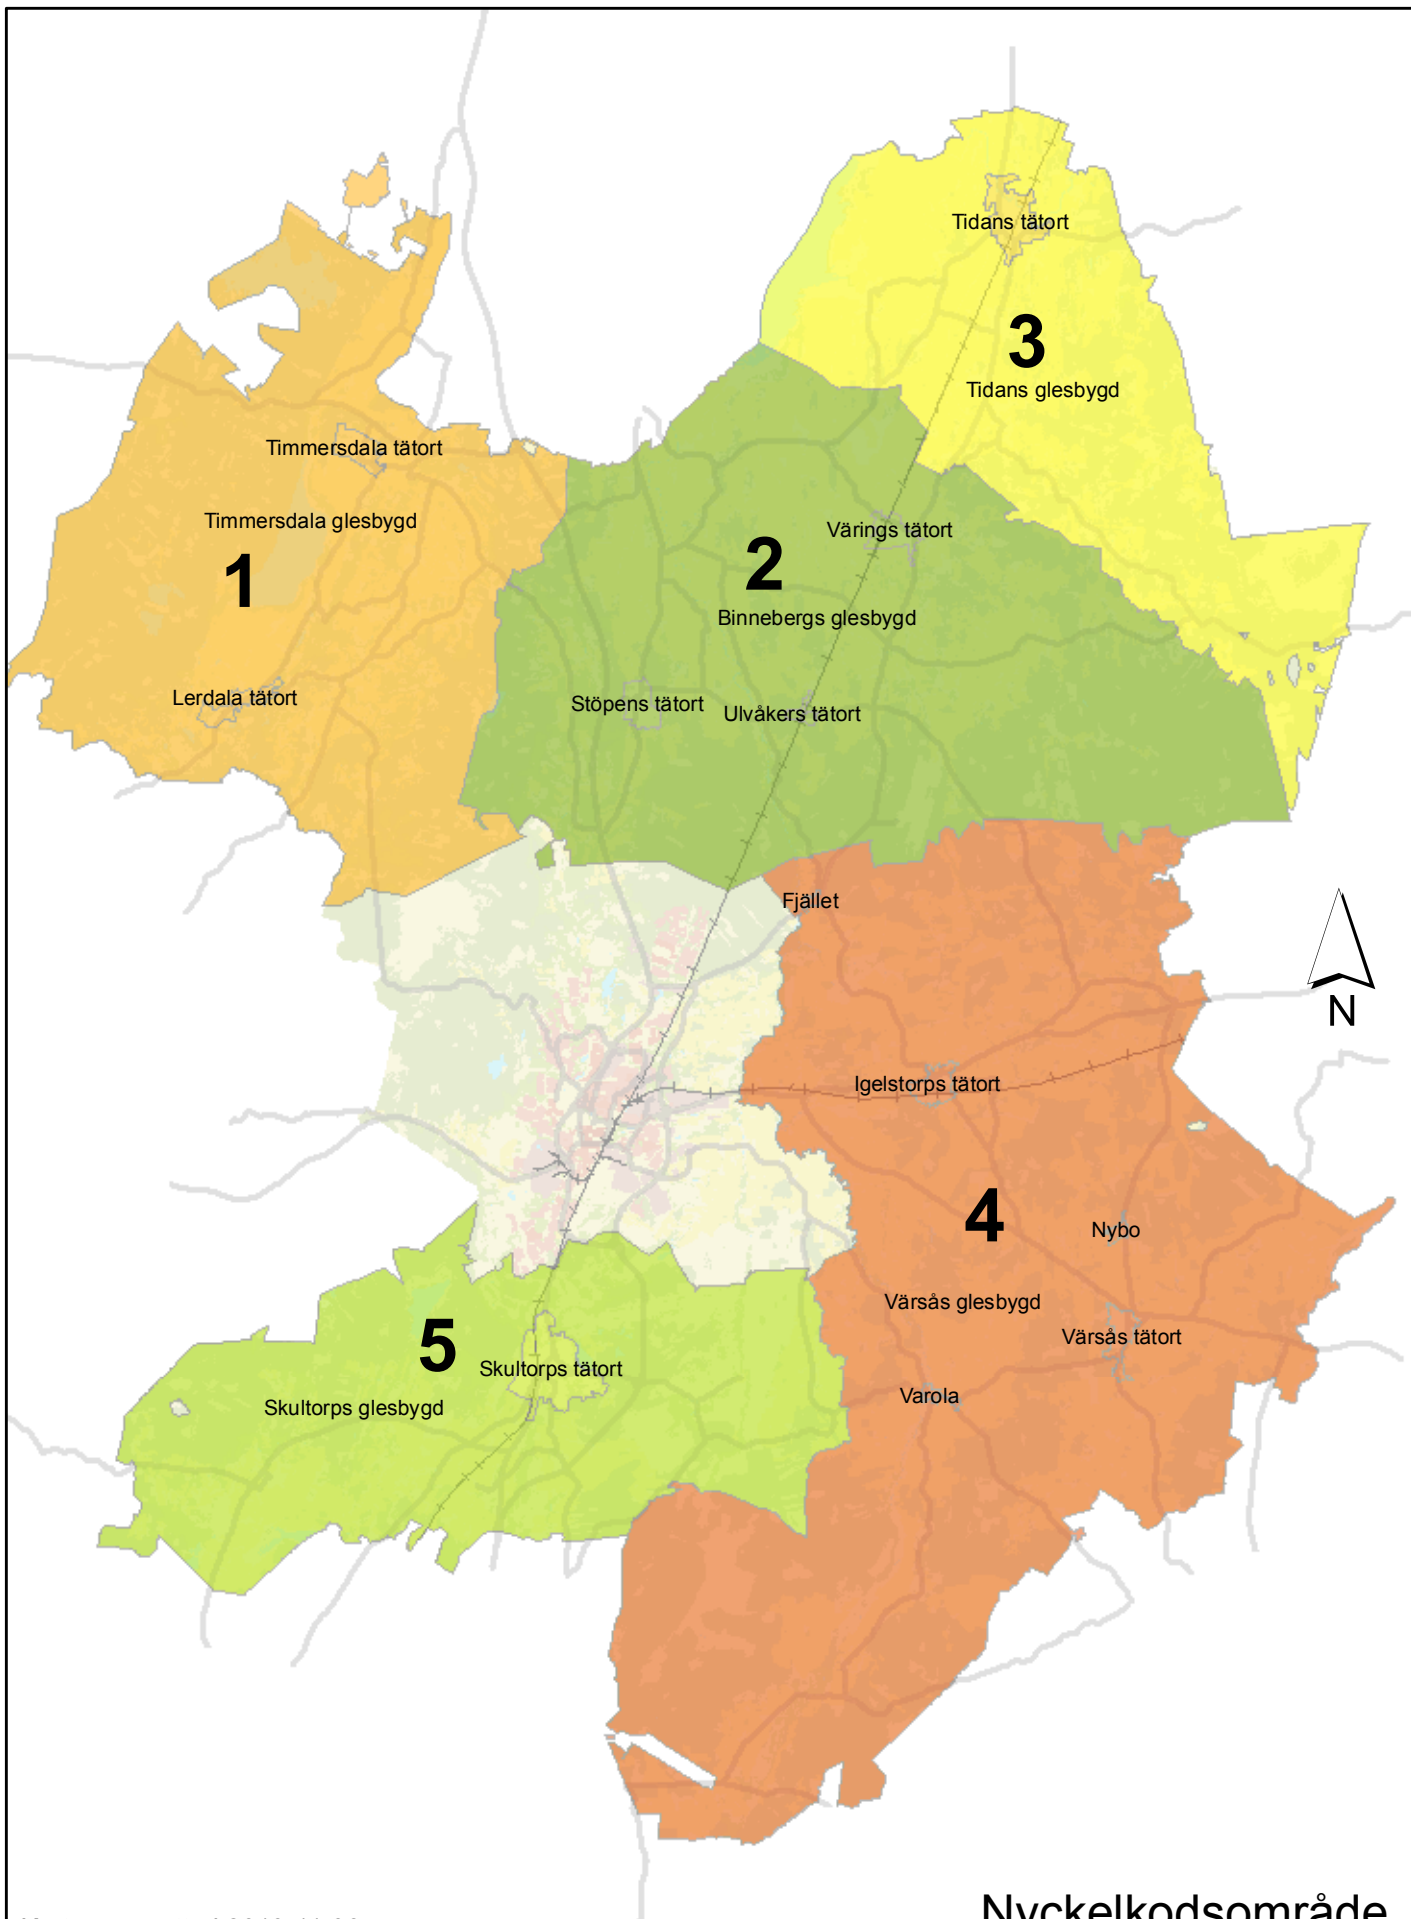 Tidans tätort
3
Tidans glesbygd
Timmersdala tätort
Timmersdala glesbygd
1
Lerdala tätort
Värings tätort
2
Binnebergs glesbygd
Stöpens tätort
Ulvåkers tätort
Fjället
N
Igelstorps tätort
4
Nybo
Värsås glesbygd
Värsås tätort
Varola
5
Skultorps tätort
Skultorps glesbygd
Nyckelkodsområde